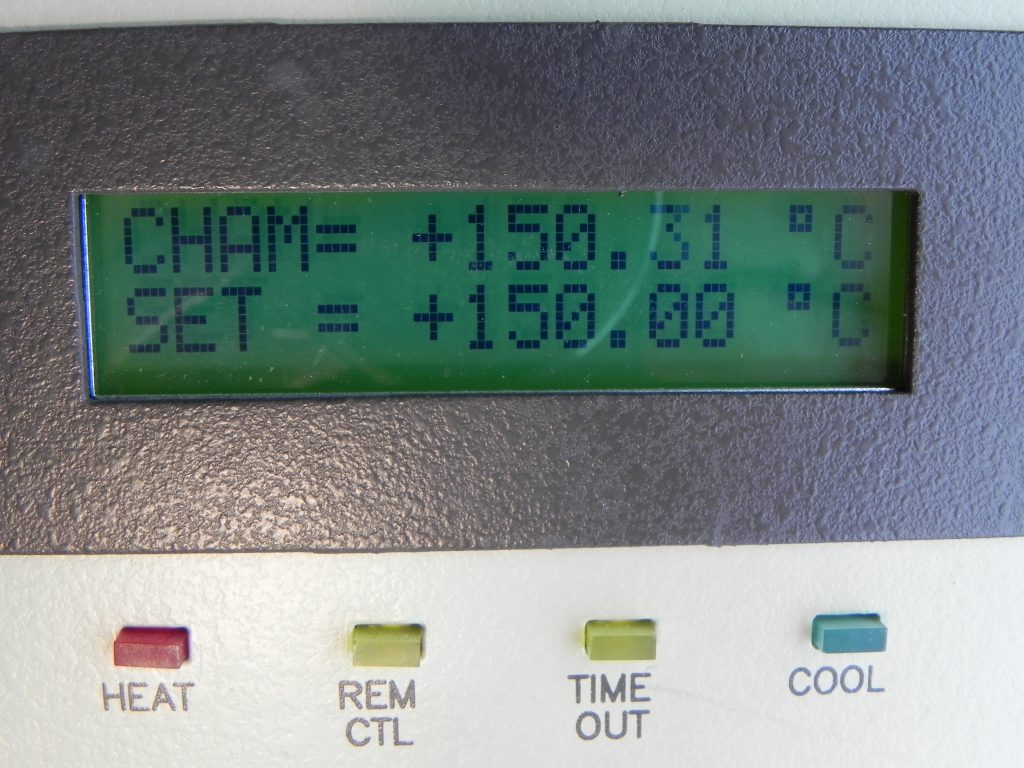 CHAM= +150.31 °C
SET = +150.00 °C
HEAT
REM
CTL
TIME
OUT
COOL